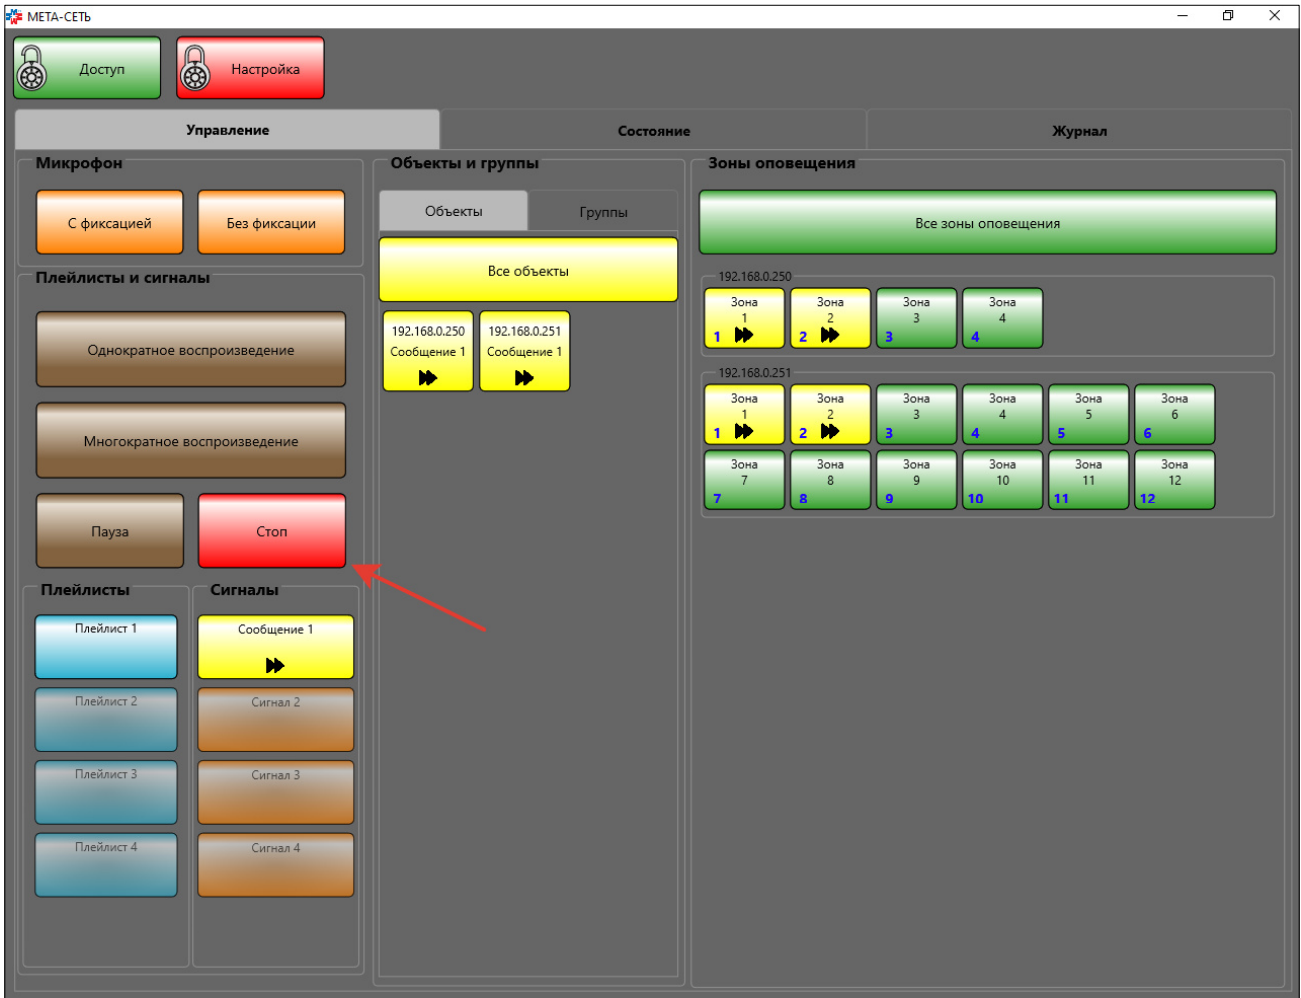 МЕТА-СЕТЬ
Доступ
Настройка
Управление
Состояние
Журнал
Микрофон
С фиксацией
Без фиксации
Плейлисты и сигналы
Однократное воспроизведение
Многократное воспроизведение
Пауза
Стоп
Плейлисты
Плейлист 1
Плейлист 2
Плейлист 3
Плейлист 4
Сигналы
Сообщение 1
Сигнал 2
Сигнал 3
Сигнал 4
Объекты и группы
Объекты
Группы
Все объекты
192.168.0.250
Сообщение 1
192.168.0.251
Сообщение 1
Зоны оповещения
Все зоны оповещения
192.168.0.250
Зона
1
1
Зона
2
2
Зона
3
3
Зона
4
4
192.168.0.251
Зона
1
1
Зона
2
2
Зона
3
3
Зона
4
4
Зона
5
5
Зона
6
6
Зона
7
7
Зона
8
8
Зона
9
9
Зона
10
10
Зона
11
11
Зона
12
12